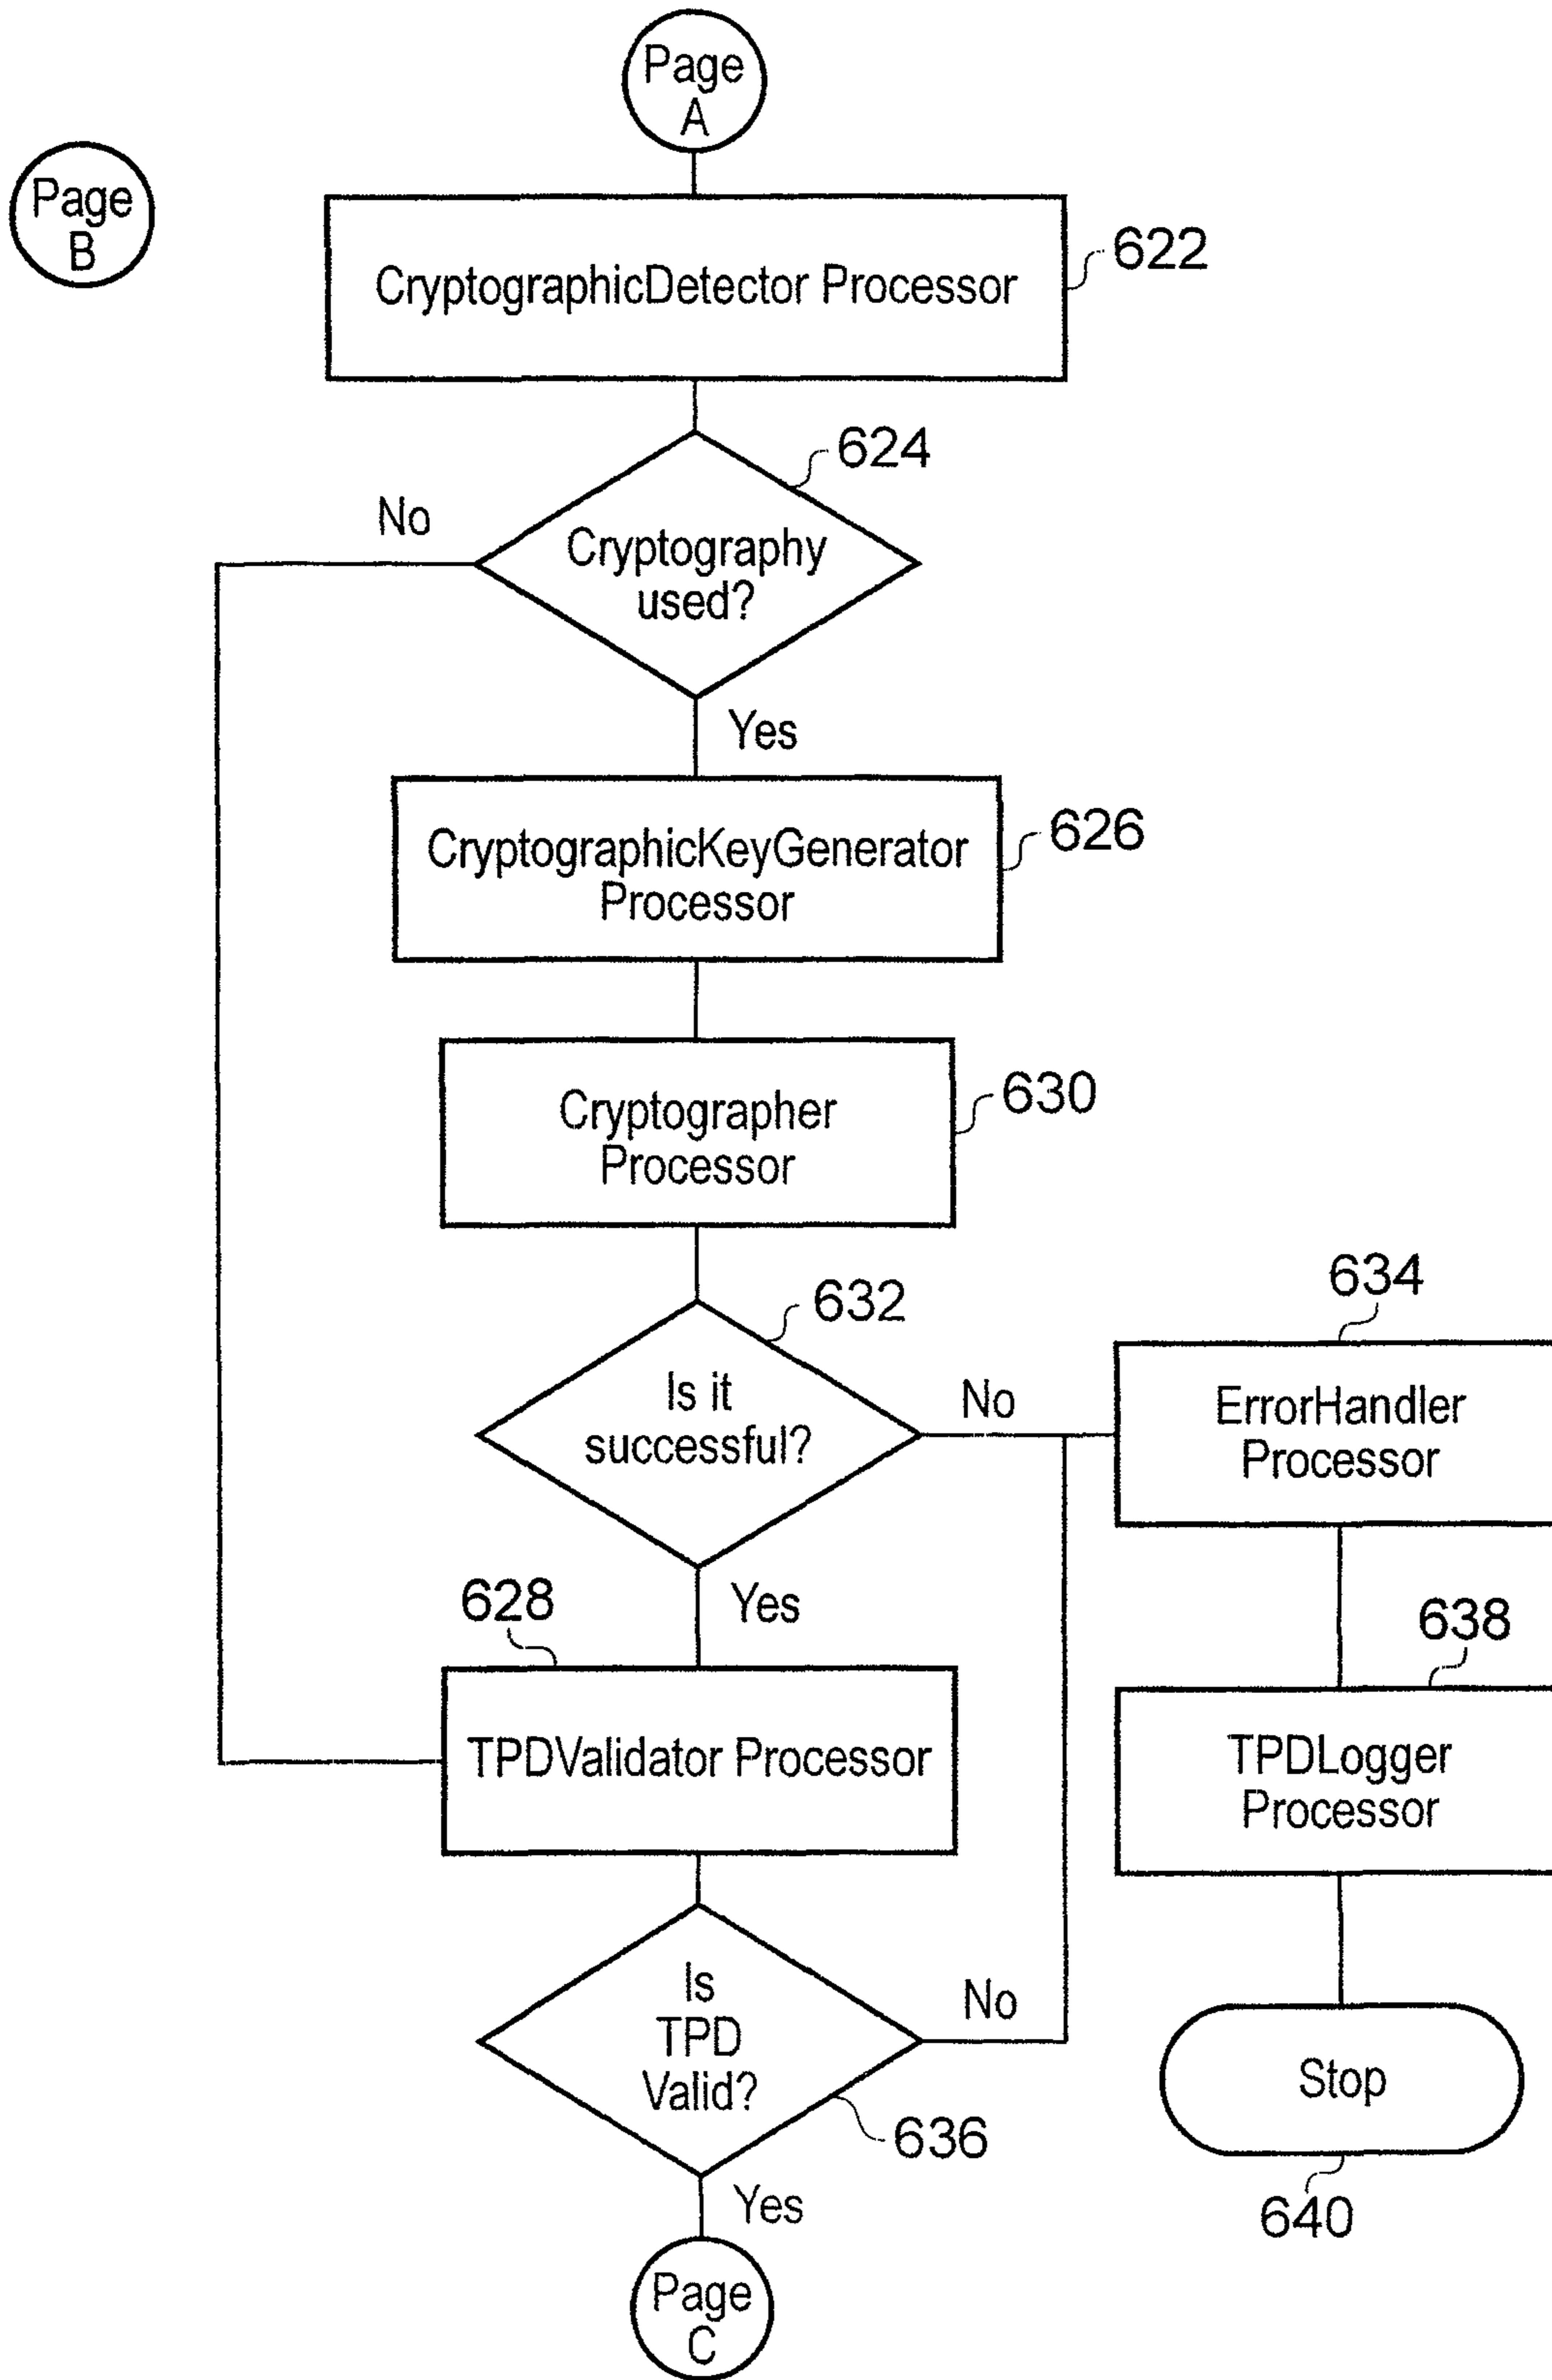 Page
A
Page
B
CryptographicDetector Processor
622
624
No
Cryptography
used?
Yes
CryptographicKeyGenerator
Processor
626
Cryptographer
Processor
630
632
Is it
successful?
No
634
ErrorHandler
Processor
Yes
628
638
TPDValidator Processor
TPDLogger
Processor
Is
TPD
Valid?
No
636
Stop
640
Yes
Page
C